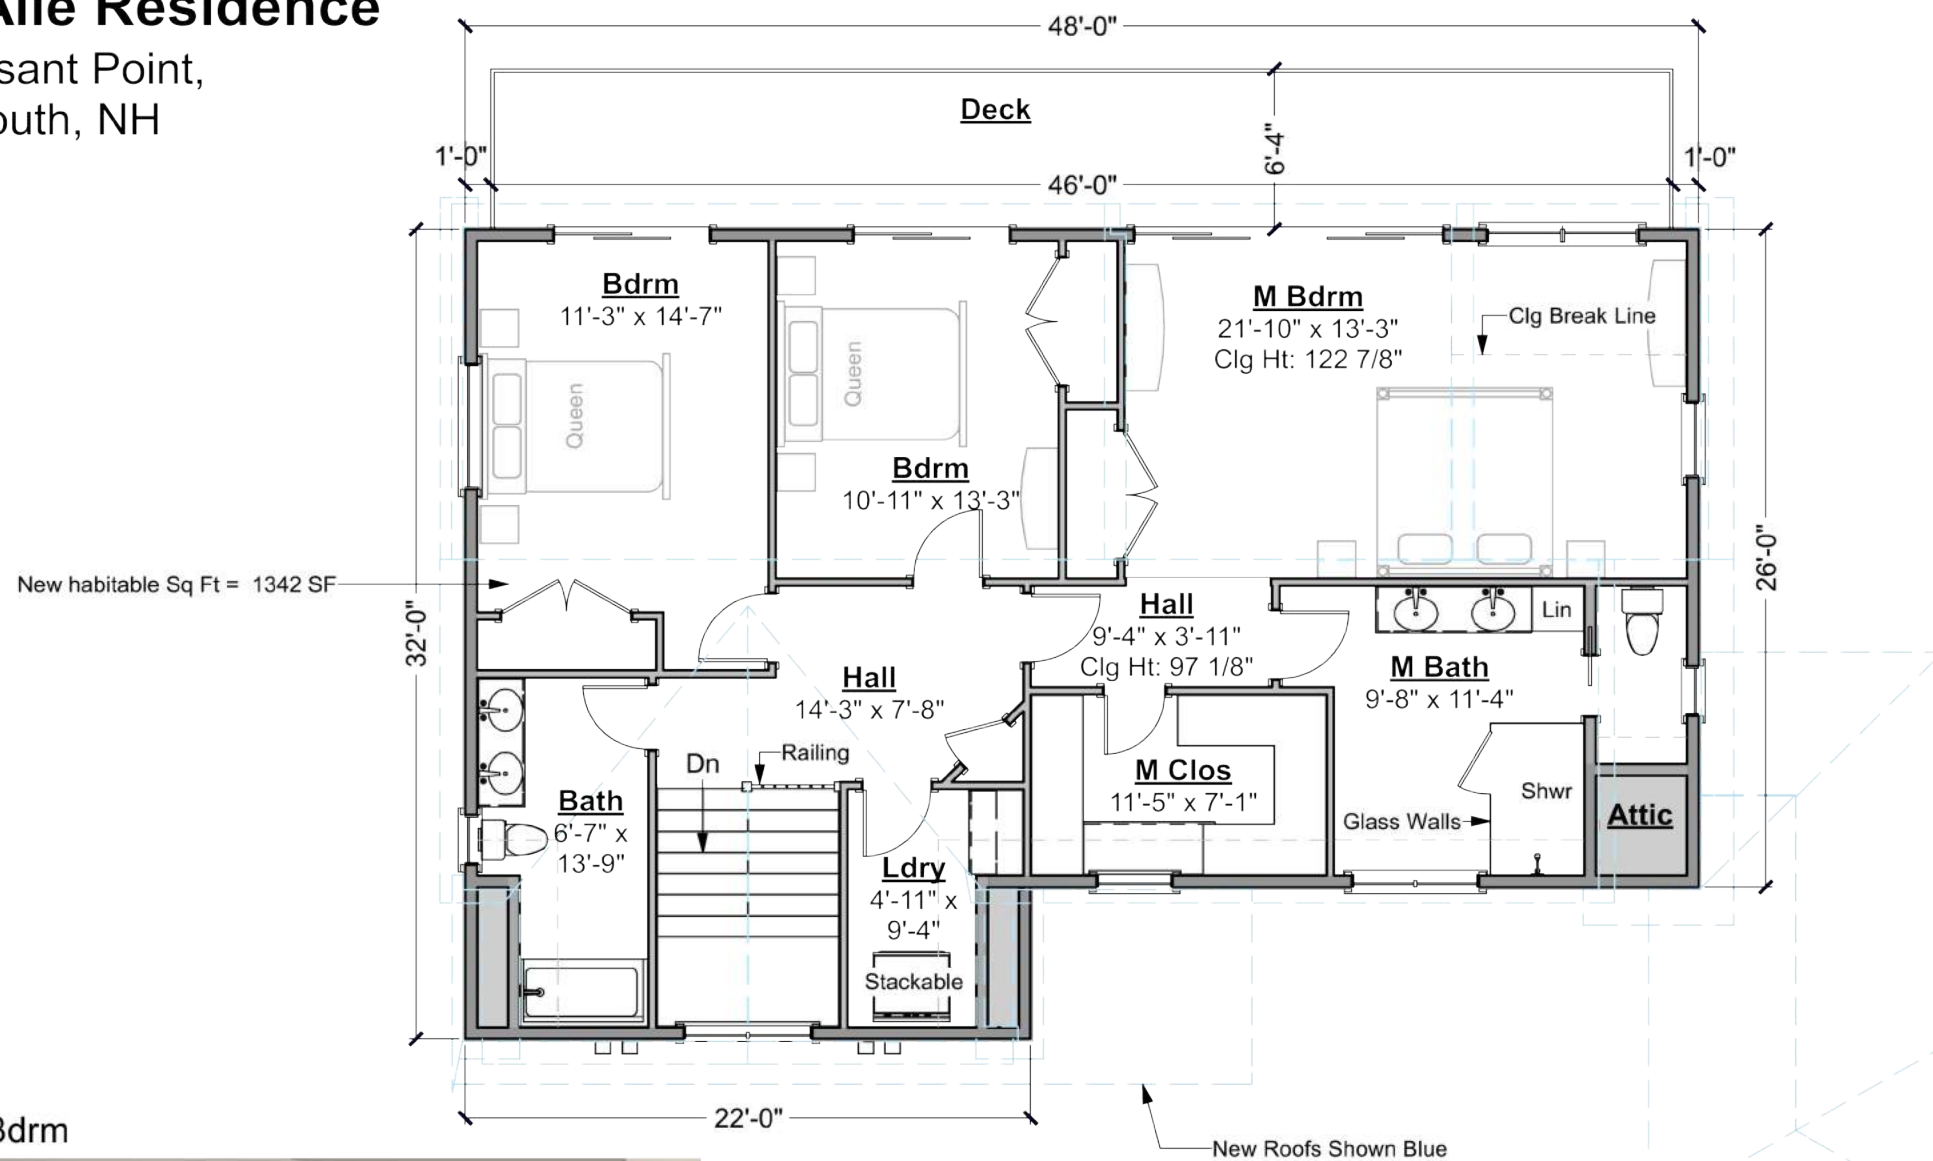 Residence
Point,
NH
48'-0"
Deck
6'-4"
1'-0"
46'-0"
1'-0"
Bdrm
11'-3" x 14'-7"
M Bdrm
21'-10" x 13'-3"
Clg Ht: 122 7/8"
Clg Break Line
Queen
Queen
Bdrm
10'-11" x 13'-3"
New habitable Sq Ft = 1342 SF
32'-0"
26'-0"
Hall
9'-4" x 3'-11"
Clg Ht: 97 1/8"
Lin
M Bath
9'-8" x 11'-4"
Hall
14'-3" x 7'-8"
Railing
Dn
M Clos
11'-5" x 7'-1"
Shwr
Glass Walls
Attic
Bath
6'-7" x
13'-9"
Ldry
4'-11" x
9'-4"
Stackable
22'-0"
Bdrm
New Roofs Shown Blue